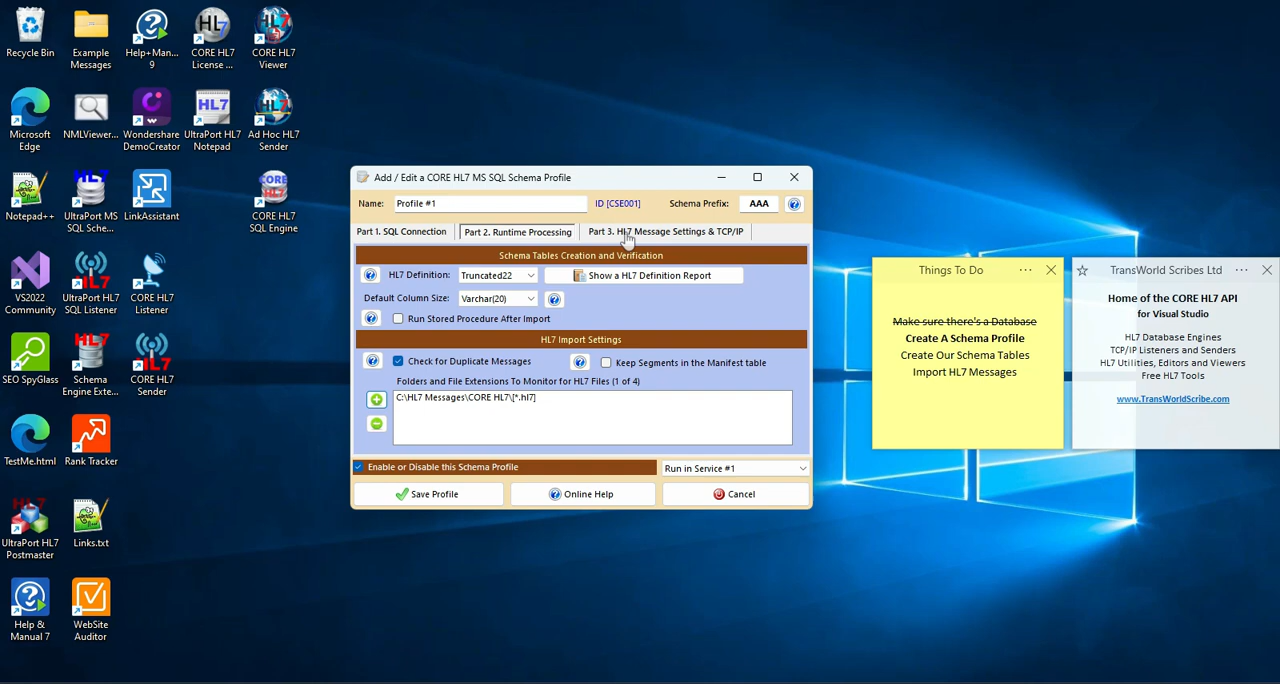 Recycle Bin
Example
Messages
Help+Man...
9
CORE HL7
License ...
CORE HL7
Viewer
Microsoft
Edge
NMLViewer...
Wondershare
DemoCreator
UltraPort HL7
Notepad
Ad Hoc HL7
Sender
Notepad++
UltraPort MS
SQL Sche...
LinkAssistant
CORE HL7
SQL Engine
VS2022
Community
UltraPort HL7
SQL Listener
CORE HL7
Listener
SEO SpyGlass
Schema
Engine Exte...
CORE HL7
Sender
TestMe.html
Rank Tracker
UltraPort HL7
Postmaster
Links.txt
Help &
Manual 7
WebSite
Auditor
Add / Edit a CORE HL7 MS SQL Schema Profile
Name: Profile #1 ID [CSE001] Schema Prefix: AAA
Part 1. SQL Connection Part 2. Runtime Processing Part 3. HL7 Message Settings & TCP/IP
Schema Tables Creation and Verification
HL7 Definition: Truncated22 Show a HL7 Definition Report
Default Column Size: Varchar(20)
Run Stored Procedure After Import
HL7 Import Settings
Check for Duplicate Messages Keep Segments in the Manifest table
Folders and File Extensions To Monitor for HL7 Files (1 of 4)
C:\HL7 Messages\CORE HL7\[*.hl7]
Enable or Disable this Schema Profile Run in Service #1
Save Profile Online Help Cancel
Things To Do
Make sure there's a Database
Create A Schema Profile
Create Our Schema Tables
Import HL7 Messages
TransWorld Scribes Ltd
Home of the CORE HL7 API
for Visual Studio
HL7 Database Engines
TCP/IP Listeners and Senders
HL7 Utilities, Editors and Viewers
Free HL7 Tools
www.TransWorldScribe.com